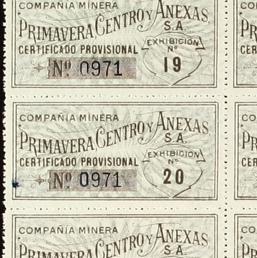 COMPAÑIA MINERA
PRIMAVERA CENTRO Y ANEXAS
S.A.
CERTIFICADO PROVISIONAL
EXHIBICION
Nº 0971
Nº
19
COMPAÑIA MINERA
PRIMAVERA CENTRO Y ANEXAS
S.A.
CERTIFICADO PROVISIONAL
EXHIBICION
Nº 0971
Nº
20
COMPAÑIA MINERA
PRIMAVERA CENTRO Y ANEXAS
S.A.